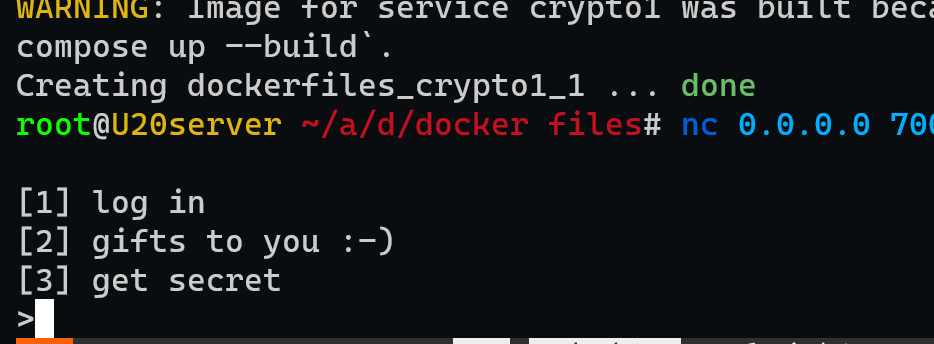 WARNING: Image for service crypto1 was built beca
compose up --build`.
Creating dockerfiles_crypto1_1 ... done
root@U20server ~/a/d/docker files# nc 0.0.0.0 700
[1] log in
[2] gifts to you :-)
[3] get secret
>